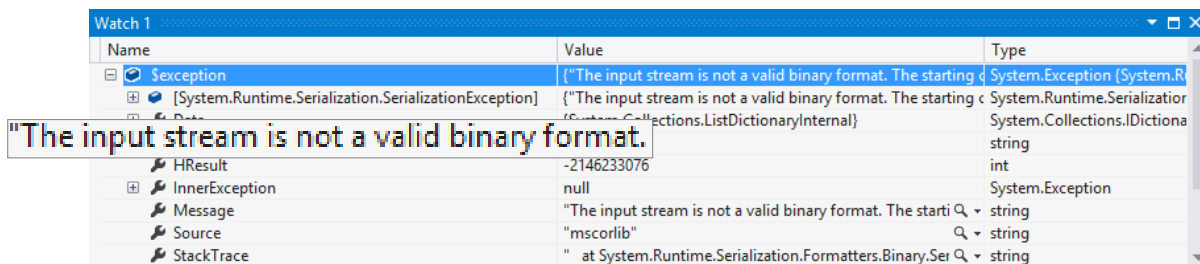 Watch 1
Name Value Type
$exception {"The input stream is not a valid binary format. The starting c System.Exception {System.R
[System.Runtime.Serialization.SerializationException] {"The input stream is not a valid binary format. The starting c System.Runtime.Serialization
Data {System.Collections.ListDictionaryInternal} System.Collections.IDictiona
"The input stream is not a valid binary format. string
HResult -2146233076 int
InnerException null System.Exception
Message "The input stream is not a valid binary format. The starti string
Source "mscorlib" string
StackTrace " at System.Runtime.Serialization.Formatters.Binary.Ser string